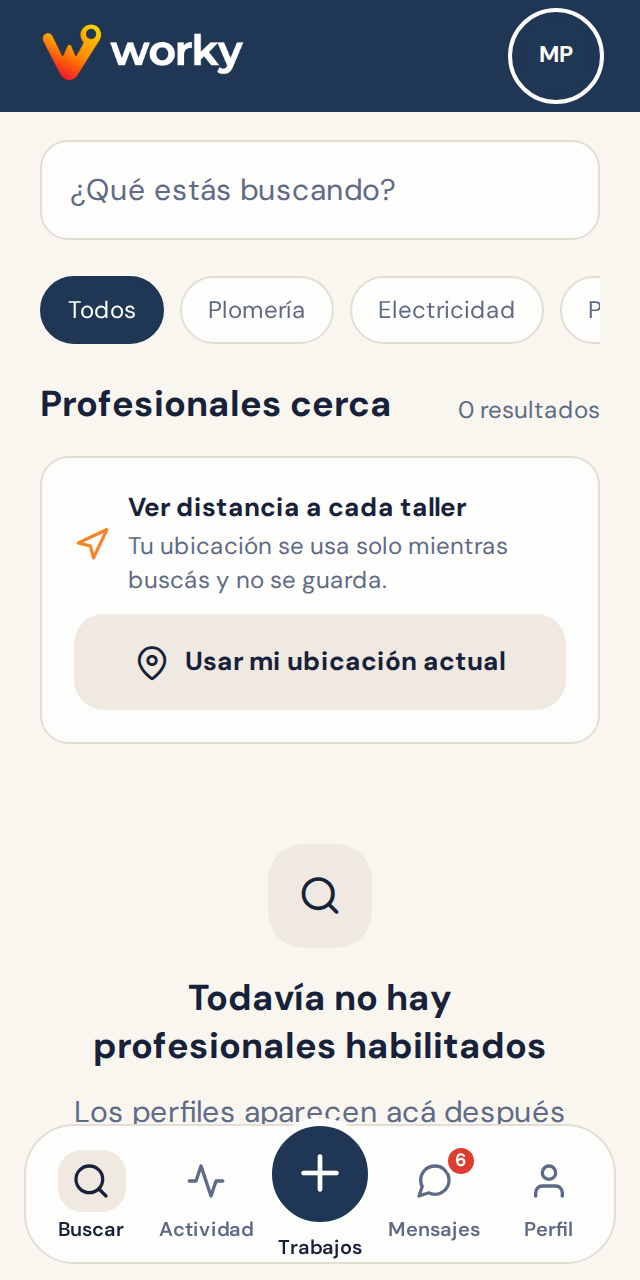 worky
MP
¿Qué estás buscando?
Todos
Plomería
Electricidad
Profesionales cerca
0 resultados
Ver distancia a cada taller
Tu ubicación se usa solo mientras
buscás y no se guarda.
Usar mi ubicación actual
Todavía no hay
profesionales habilitados
Los perfiles aparecen acá después
6
Buscar
Actividad
Trabajos
Mensajes
Perfil